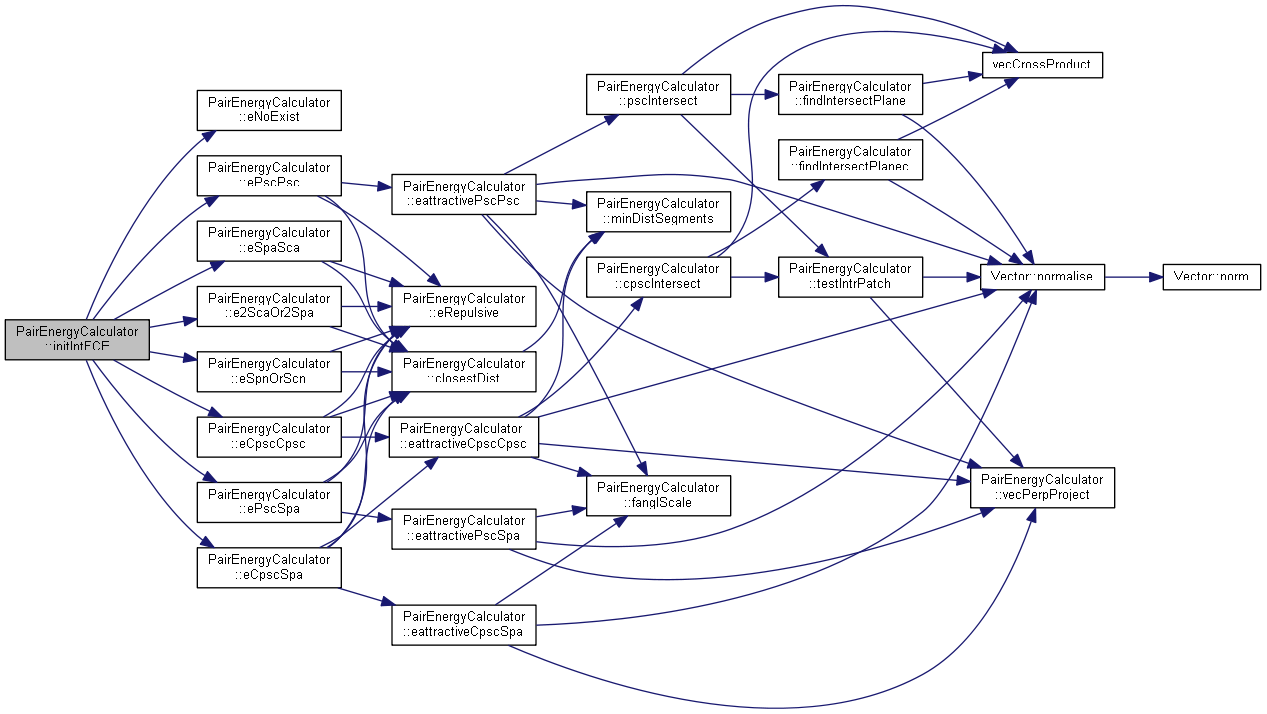 PairEnergyCalculator
::initIntFCE
PairEnergyCalculator
::eNoExist
PairEnergyCalculator
::ePscPsc
PairEnergyCalculator
::eSpaSca
PairEnergyCalculator
::e2ScaOr2Spa
PairEnergyCalculator
::eSpnOrScn
PairEnergyCalculator
::eCpscCpsc
PairEnergyCalculator
::ePscSpa
PairEnergyCalculator
::eCpscSpa
PairEnergyCalculator
::eattractivePscPsc
PairEnergyCalculator
::eRepulsive
PairEnergyCalculator
::closestDist
PairEnergyCalculator
::eattractiveCpscCpsc
PairEnergyCalculator
::eattractivePscSpa
PairEnergyCalculator
::eattractiveCpscSpa
PairEnergyCalculator
::pscIntersect
PairEnergyCalculator
::minDistSegments
PairEnergyCalculator
::cpscIntersect
PairEnergyCalculator
::fanglScale
PairEnergyCalculator
::findIntersectPlane
PairEnergyCalculator
::findIntersectPlanec
PairEnergyCalculator
::testIntrPatch
vecCrossProduct
Vector::normalise
PairEnergyCalculator
::vecPerpProject
Vector::norm